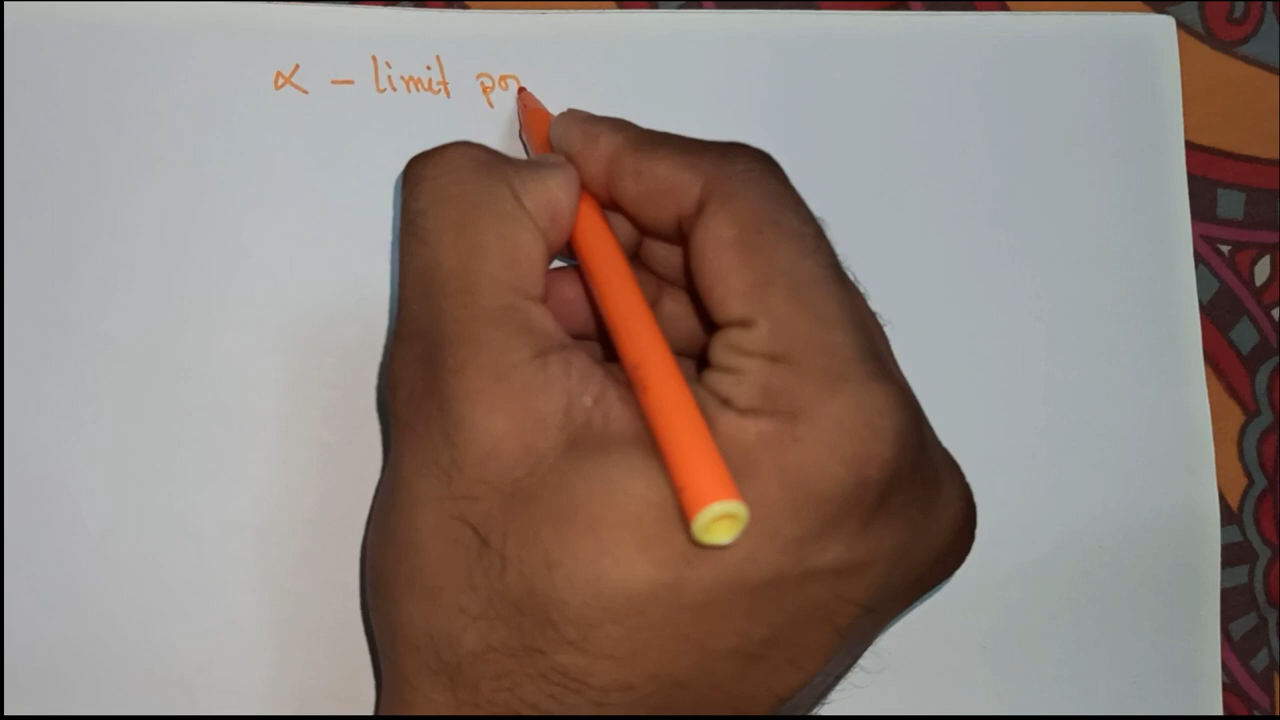 α - limit po